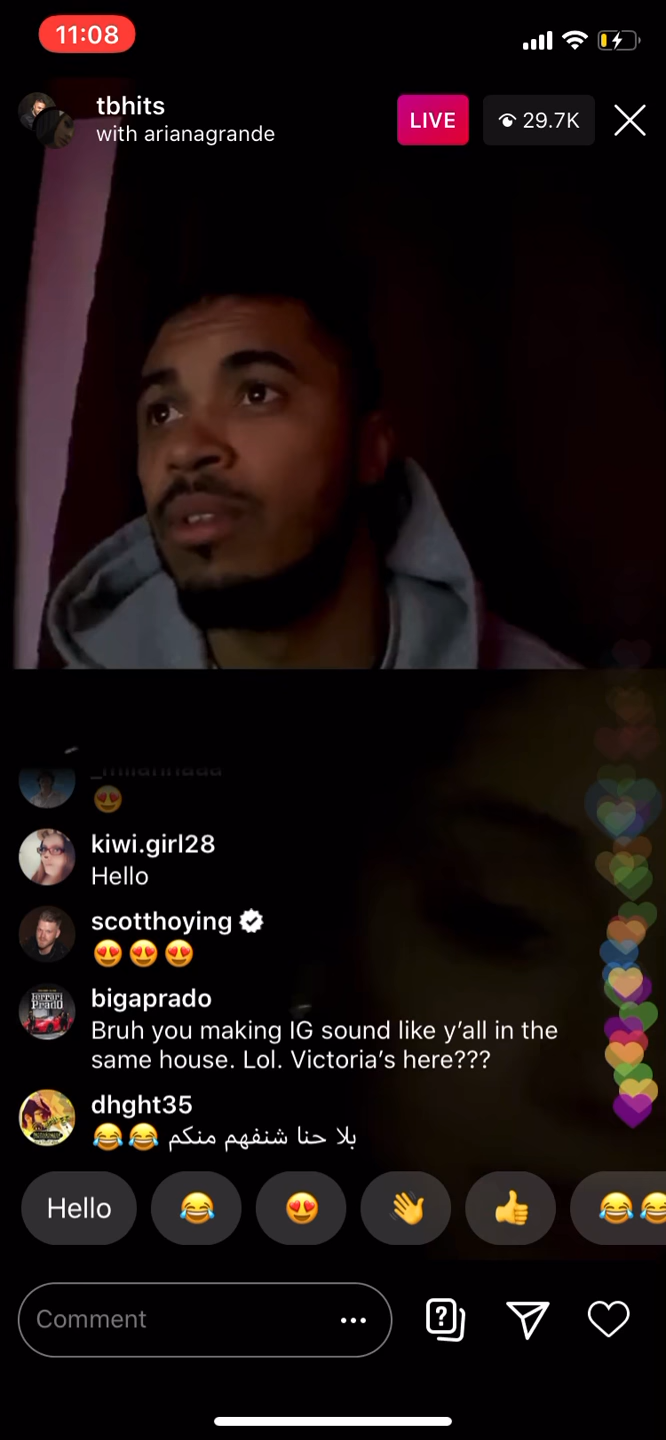 11:08
tbhits
with arianagrande
LIVE
29.7K
😍
kiwi.girl28
Hello
scotthoying
😍😍😍
bigaprado
Bruh you making IG sound like y’all in the
same house. Lol. Victoria’s here???
dhght35
بلا حنا شنفهم منكم 😂😂
Hello 😂 😍 👋 👍 😂😂
Comment